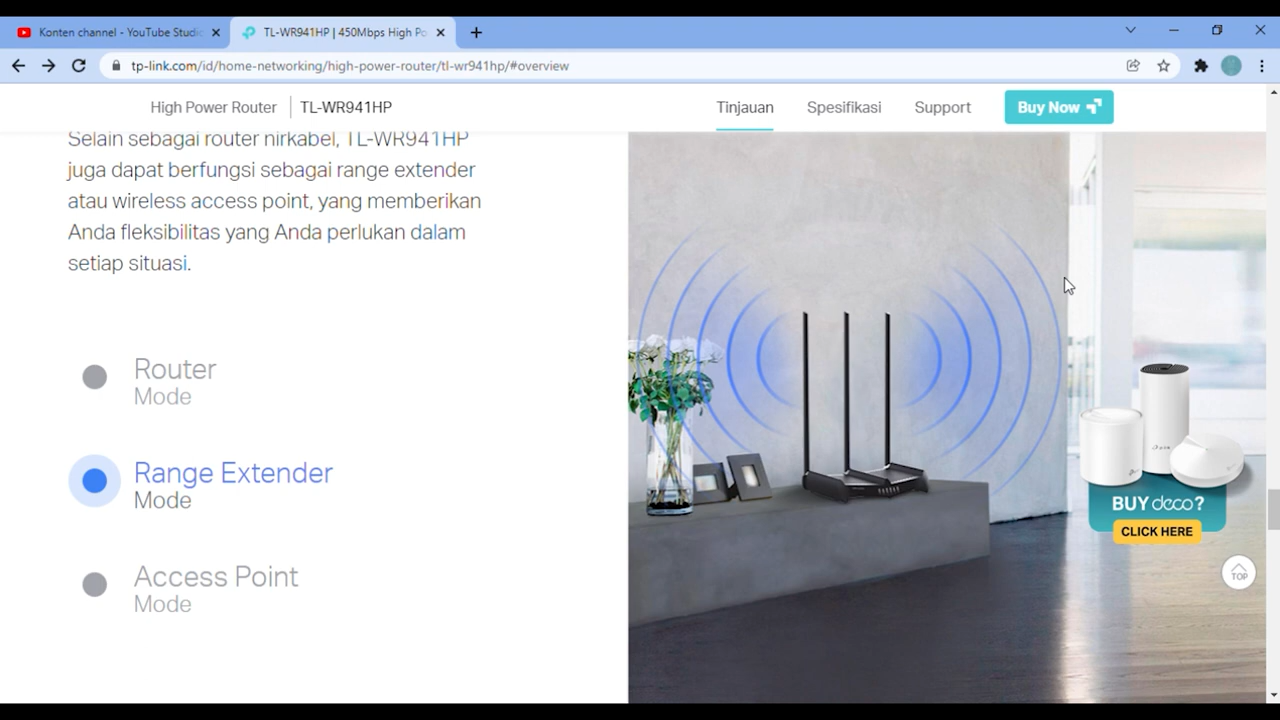 Konten channel - YouTube Studio
TL-WR941HP | 450Mbps High Po
tp-link.com/id/home-networking/high-power-router/tl-wr941hp/#overview
High Power Router
TL-WR941HP
Tinjauan
Spesifikasi
Support
Buy Now
Selain sebagai router nirkabel, TL-WR941HP
juga dapat berfungsi sebagai range extender
atau wireless access point, yang memberikan
Anda fleksibilitas yang Anda perlukan dalam
setiap situasi.
Router
Mode
Range Extender
Mode
Access Point
Mode
BUY deco?
CLICK HERE
TOP